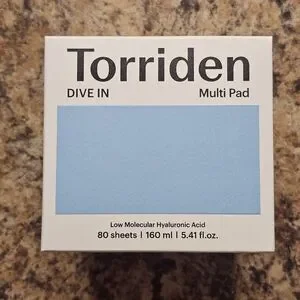 Torriden
DIVE IN Multi Pad
Low Molecular Hyaluronic Acid
80 sheets | 160 ml | 5.41 fl.oz.